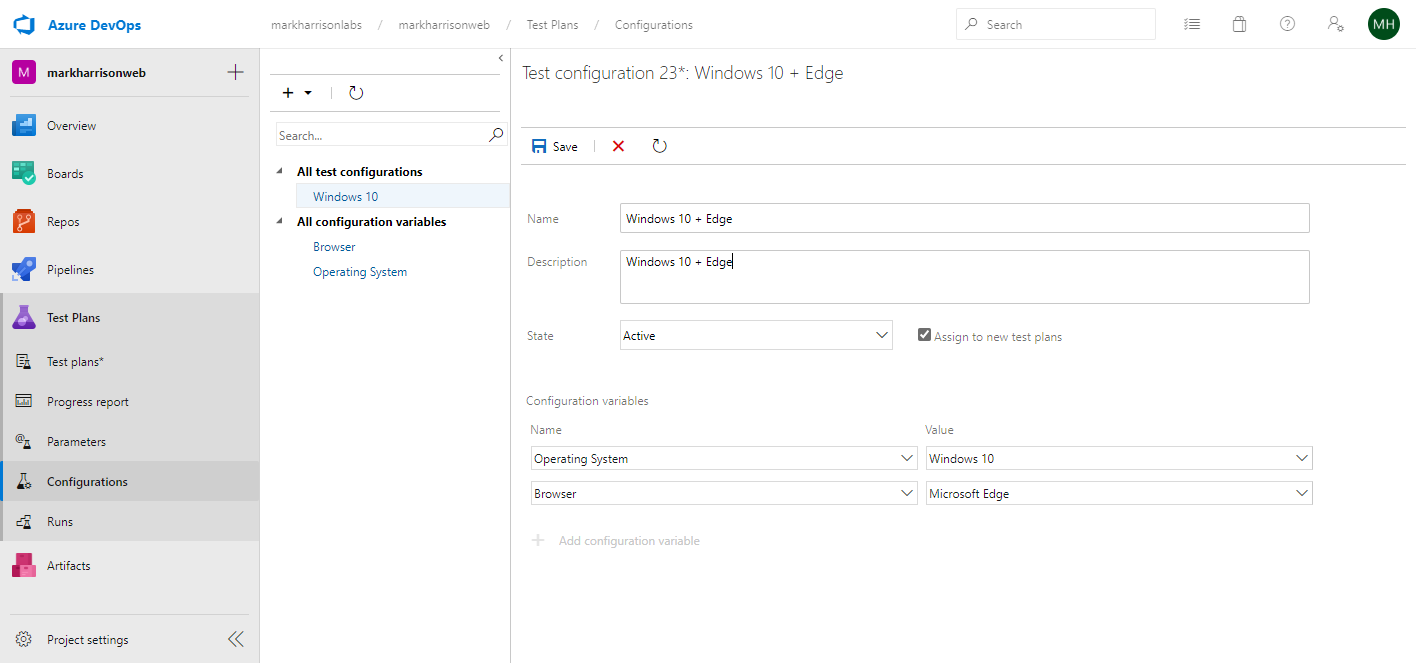 Azure DevOps
markharrisonlabs / markharrisonweb / Test Plans / Configurations
Search
MH
M markharrisonweb
Overview
Boards
Repos
Pipelines
Test Plans
Test plans*
Progress report
Parameters
Configurations
Runs
Artifacts
Project settings
Search...
All test configurations
Windows 10
All configuration variables
Browser
Operating System
Test configuration 23*: Windows 10 + Edge
Save
Name Windows 10 + Edge
Description Windows 10 + Edge
State Active Assign to new test plans
Configuration variables
Name Value
Operating System Windows 10
Browser Microsoft Edge
Add configuration variable